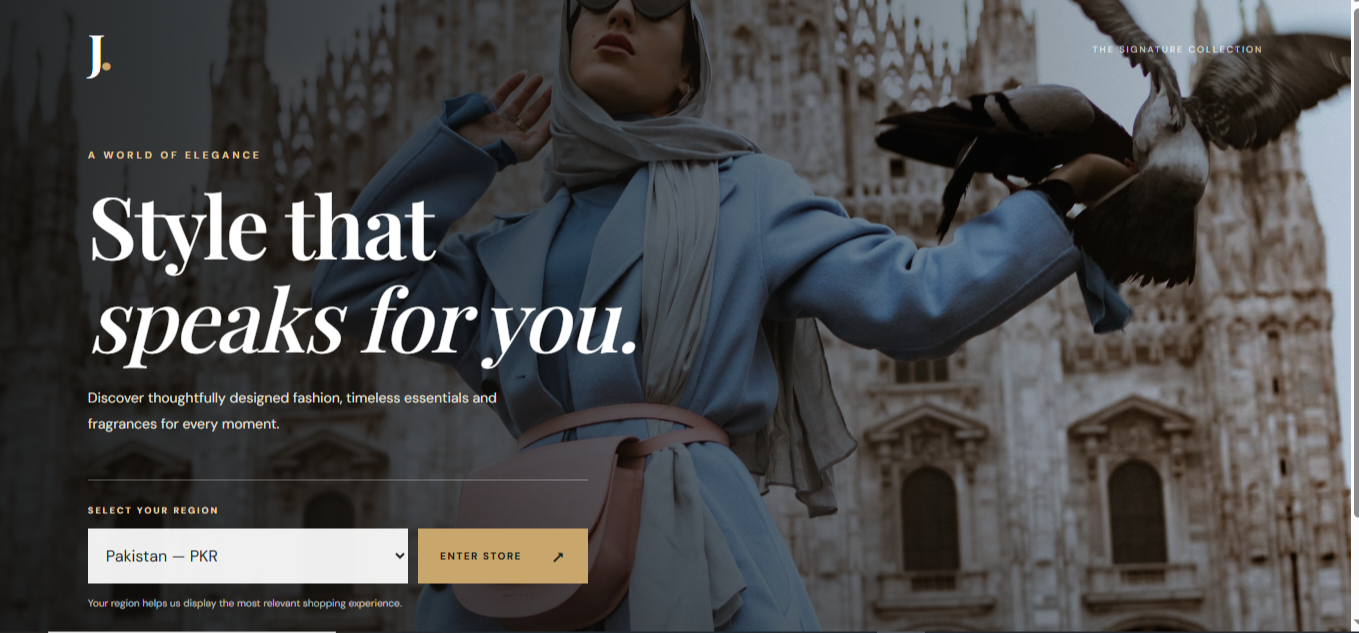 J.
THE SIGNATURE COLLECTION
A WORLD OF ELEGANCE
Style that
speaks for you.
Discover thoughtfully designed fashion, timeless essentials and
fragrances for every moment.
SELECT YOUR REGION
Pakistan — PKR
ENTER STORE ↗
Your region helps us display the most relevant shopping experience.